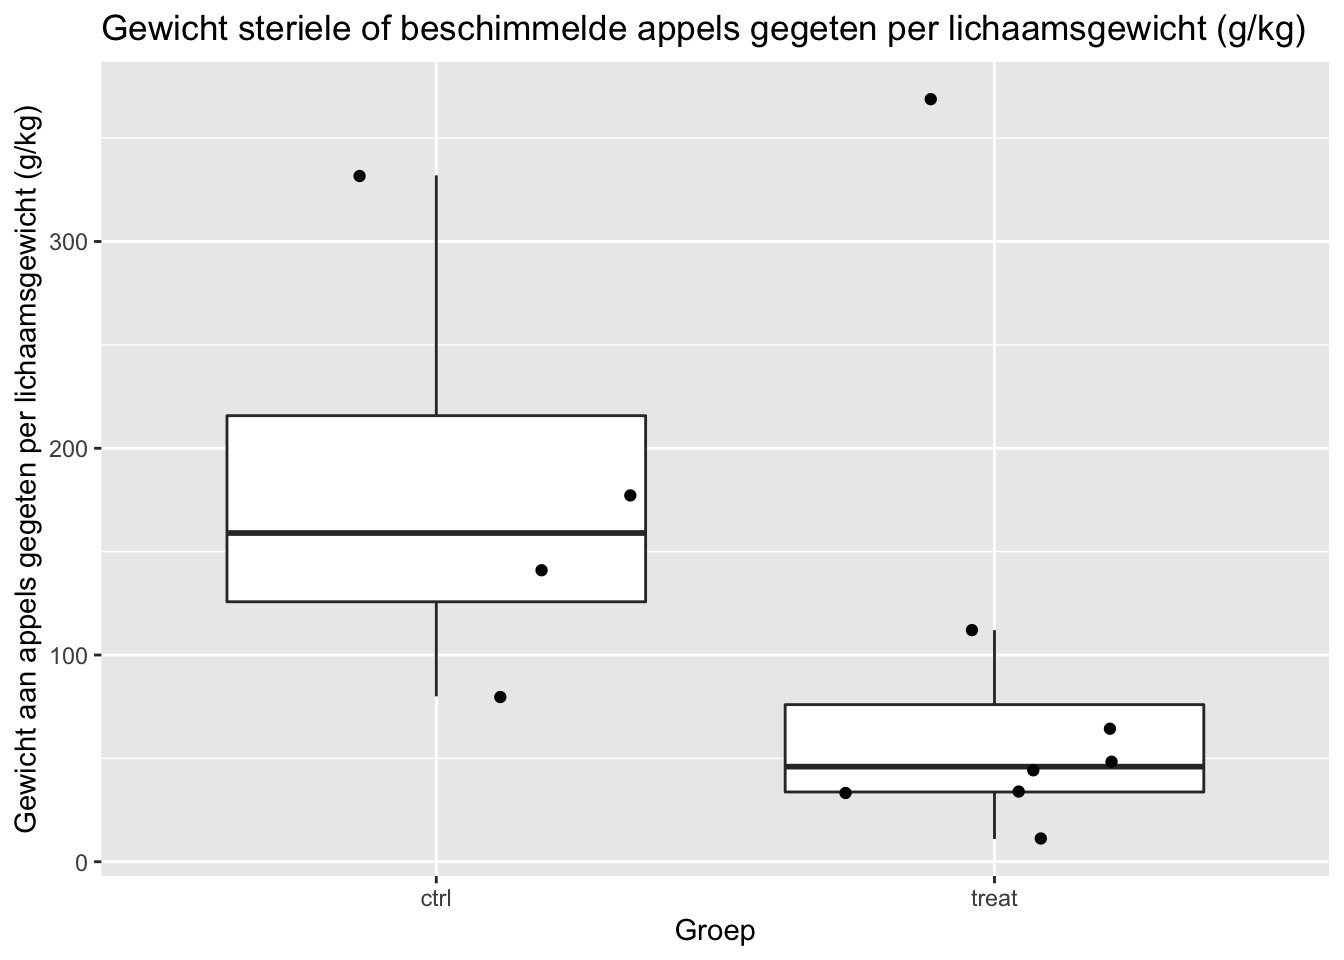 Gewicht steriele of beschimmelde appels gegeten per lichaamsgewicht (g/kg)
Gewicht aan appels gegeten per lichaamsgewicht (g/kg)
300
200
100
0
ctrl
treat
Groep